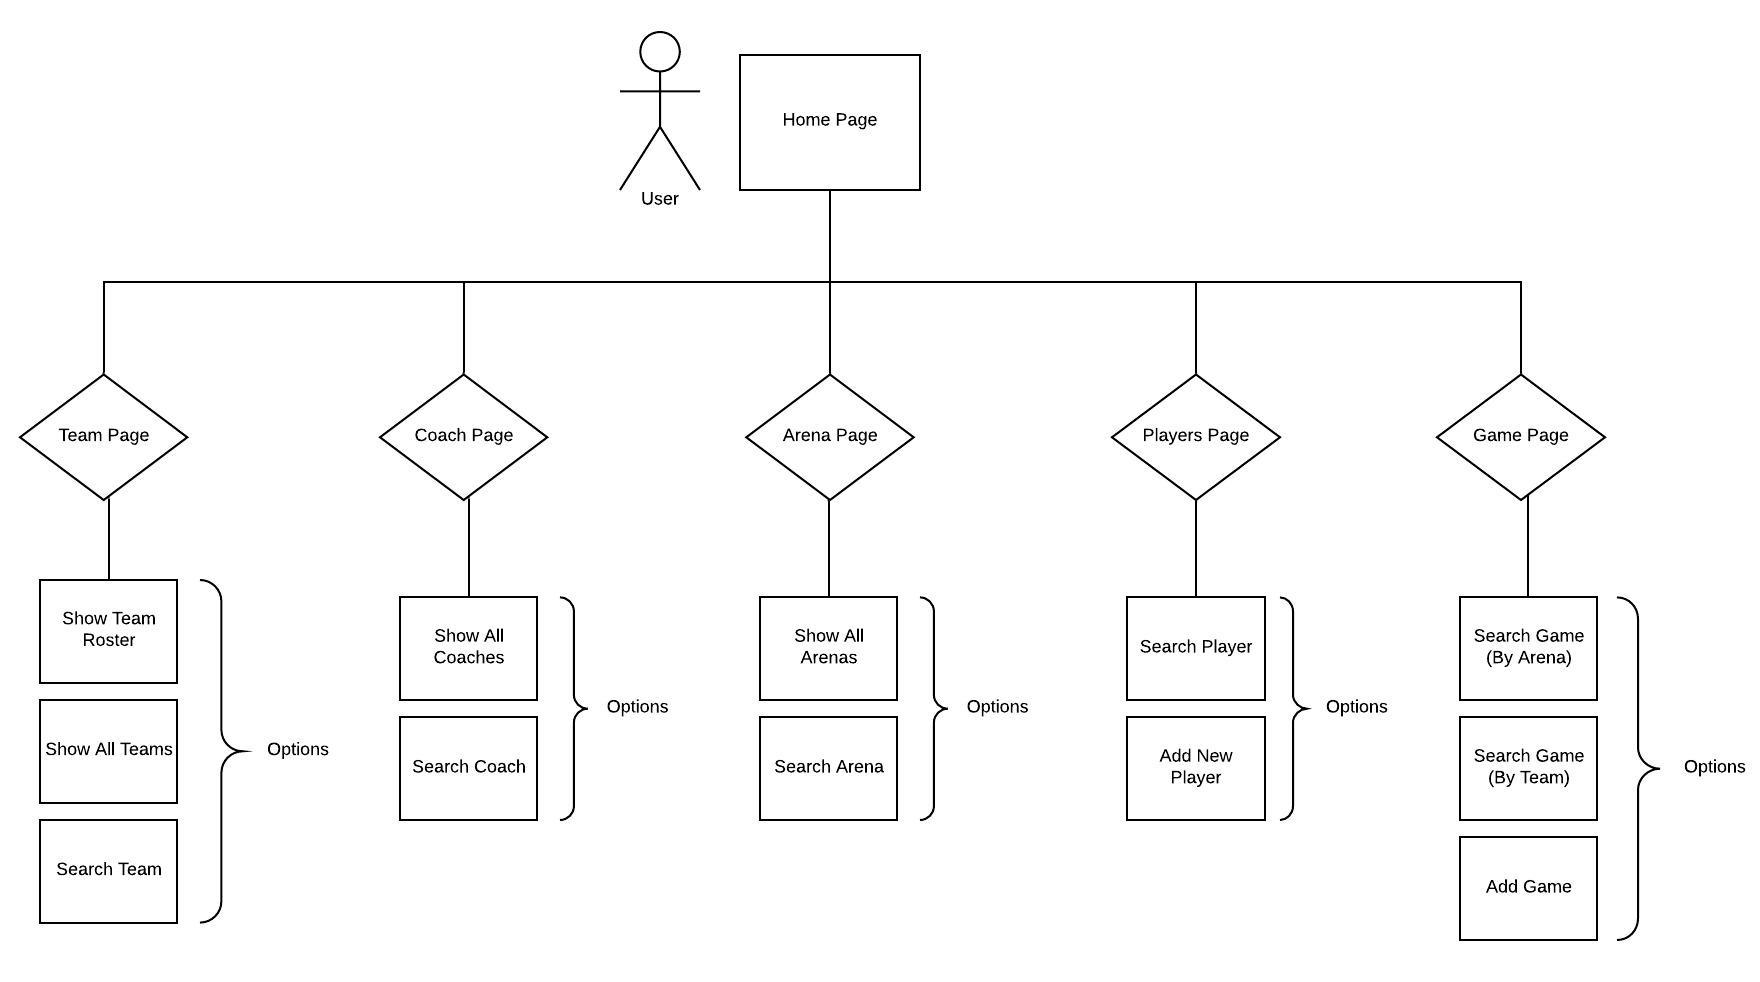 Home Page
User
Team Page
Coach Page
Arena Page
Players Page
Game Page
Show Team
Roster
Show All Teams
Search Team
Options
Show All
Coaches
Search Coach
Options
Show All
Arenas
Search Arena
Options
Search Player
Add New
Player
Options
Search Game
(By Arena)
Search Game
(By Team)
Add Game
Options